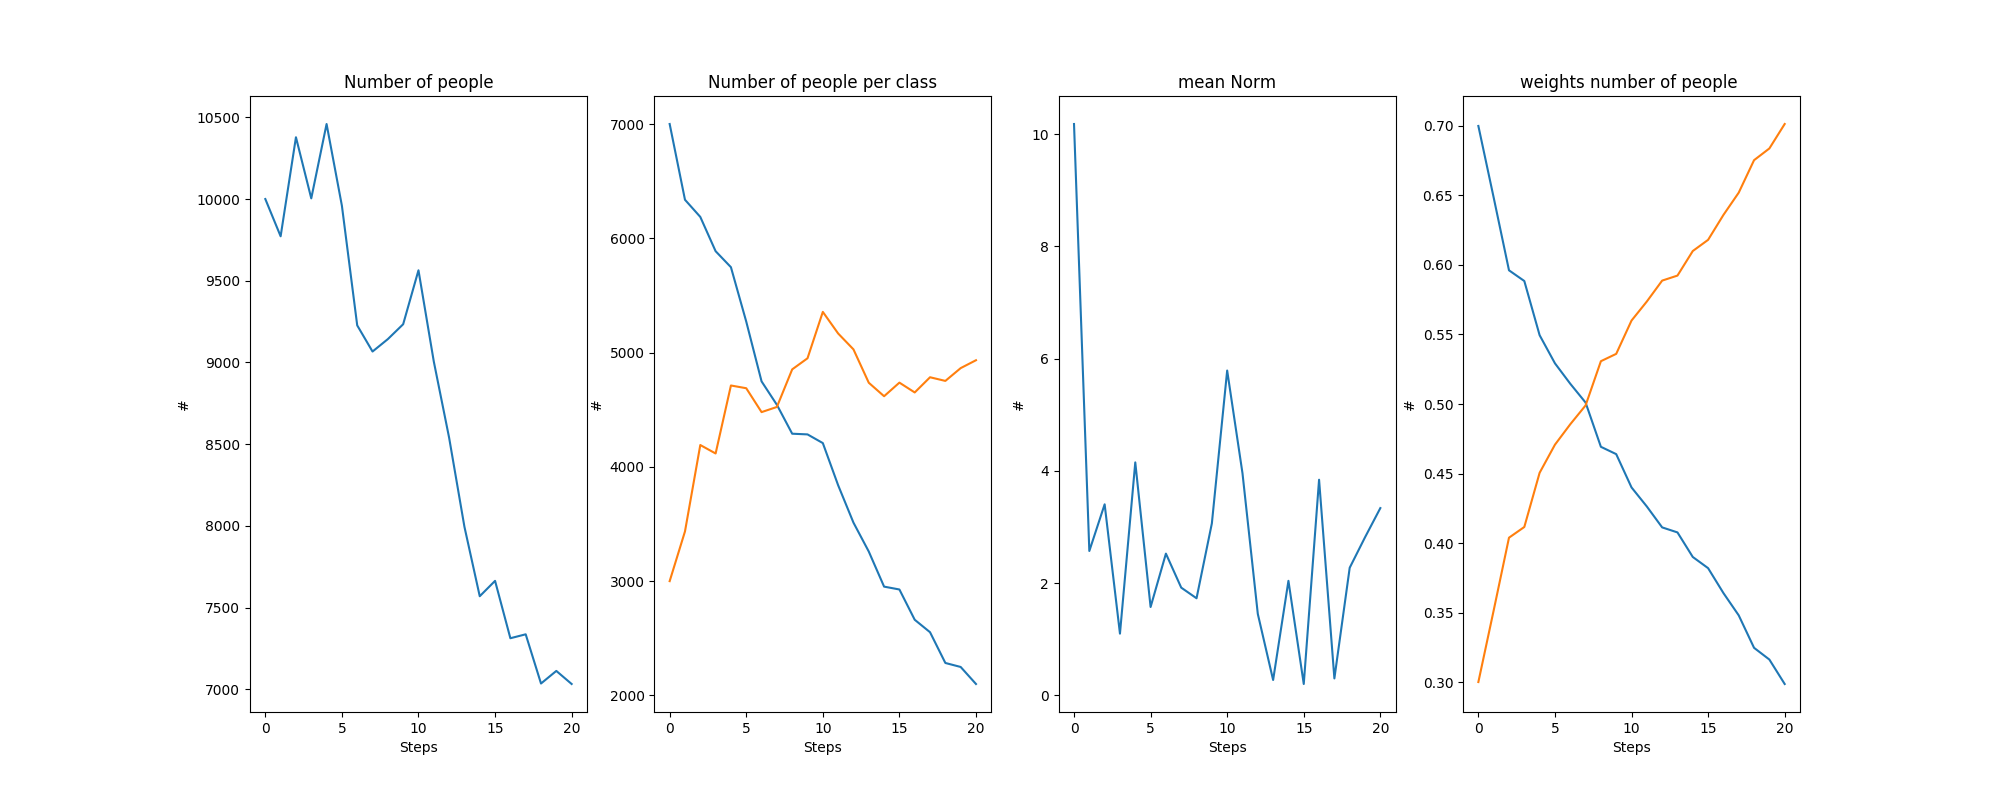 Number of people
10500
10000
9500
9000
8500
8000
7500
7000
#
0 5 10 15 20
Steps
Number of people per class
7000
6000
5000
4000
3000
2000
#
0 5 10 15 20
Steps
mean Norm
10
8
6
4
2
0
#
0 5 10 15 20
Steps
weights number of people
0.70
0.65
0.60
0.55
0.50
0.45
0.40
0.35
0.30
#
0 5 10 15 20
Steps